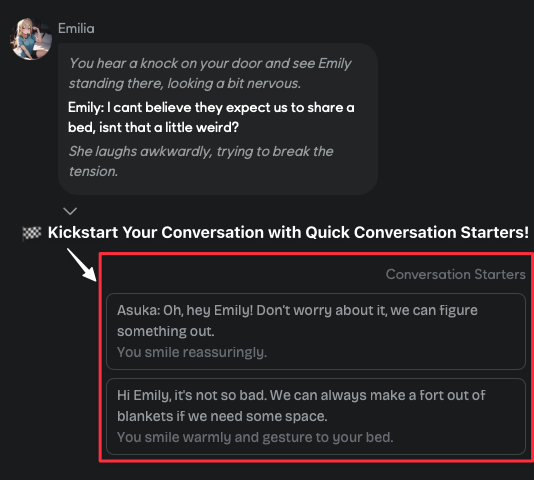 Emilia
You hear a knock on your door and see Emily
standing there, looking a bit nervous.
Emily: I cant believe they expect us to share a
bed, isnt that a little weird?
She laughs awkwardly, trying to break the
tension.
🏁 Kickstart Your Conversation with Quick Conversation Starters!
Conversation Starters
Asuka: Oh, hey Emily! Don't worry about it, we can figure
something out.
You smile reassuringly.
Hi Emily, it's not so bad. We can always make a fort out of
blankets if we need some space.
You smile warmly and gesture to your bed.